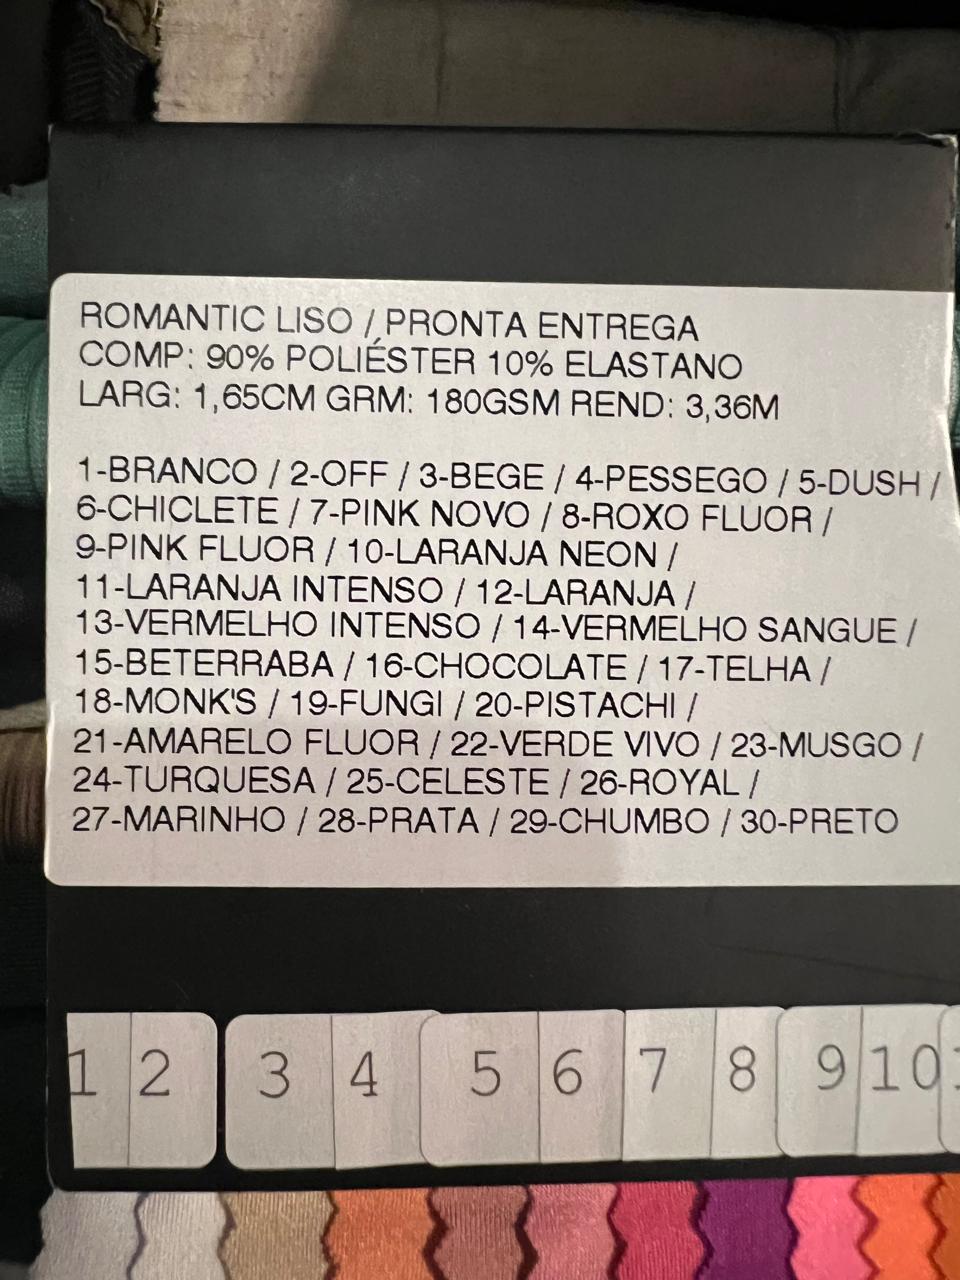 ROMANTIC LISO / PRONTA ENTREGA
COMP: 90% POLIÉSTER 10% ELASTANO
LARG: 1,65CM GRM: 180GSM REND: 3,36M
1-BRANCO / 2-OFF / 3-BEGE / 4-PESSEGO / 5-DUSH /
6-CHICLETE / 7-PINK NOVO / 8-ROXO FLUOR /
9-PINK FLUOR / 10-LARANJA NEON /
11-LARANJA INTENSO / 12-LARANJA /
13-VERMELHO INTENSO / 14-VERMELHO SANGUE /
15-BETERRABA / 16-CHOCOLATE / 17-TELHA /
18-MONK'S / 19-FUNGI / 20-PISTACHI /
21-AMARELO FLUOR / 22-VERDE VIVO / 23-MUSGO /
24-TURQUESA / 25-CELESTE / 26-ROYAL /
27-MARINHO / 28-PRATA / 29-CHUMBO / 30-PRETO
1 2 3 4 5 6 7 8 9 10